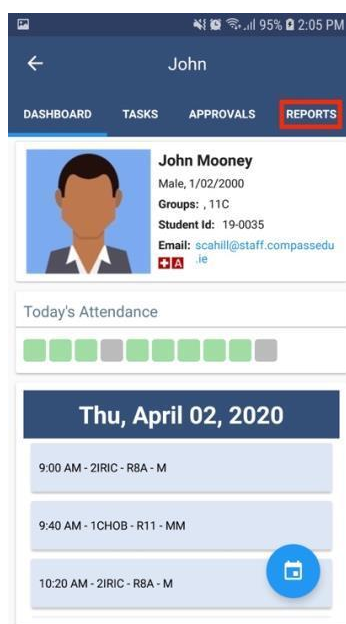 95% 2:05 PM
John
DASHBOARD TASKS APPROVALS REPORTS
John Mooney
Male, 1/02/2000
Groups: , 11C
Student Id: 19-0035
Email: scahill@staff.compassedu
.ie
A
Today's Attendance
Thu, April 02, 2020
9:00 AM - 2IRIC - R8A - M
9:40 AM - 1CHOB - R11 - MM
10:20 AM - 2IRIC - R8A - M